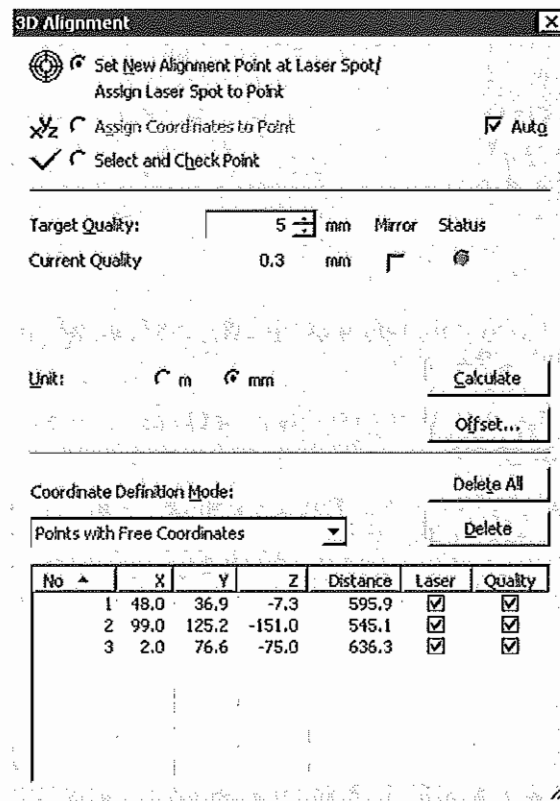 3D Alignment
Set New Alignment Point at Laser Spot/
Assign Laser Spot to Point
xyz Assign Coordinates to Point Auto
Select and Check Point
Target Quality: 5 mm Mirror Status
Current Quality 0.3 mm
Unit: m mm Calculate
Offset...
Coordinate Definition Mode: Delete All
Points with Free Coordinates Delete
No X Y Z Distance Laser Quality
1 48.0 36.9 -7.3 595.9
2 99.0 125.2 -151.0 545.1
3 2.0 76.6 -75.0 636.3